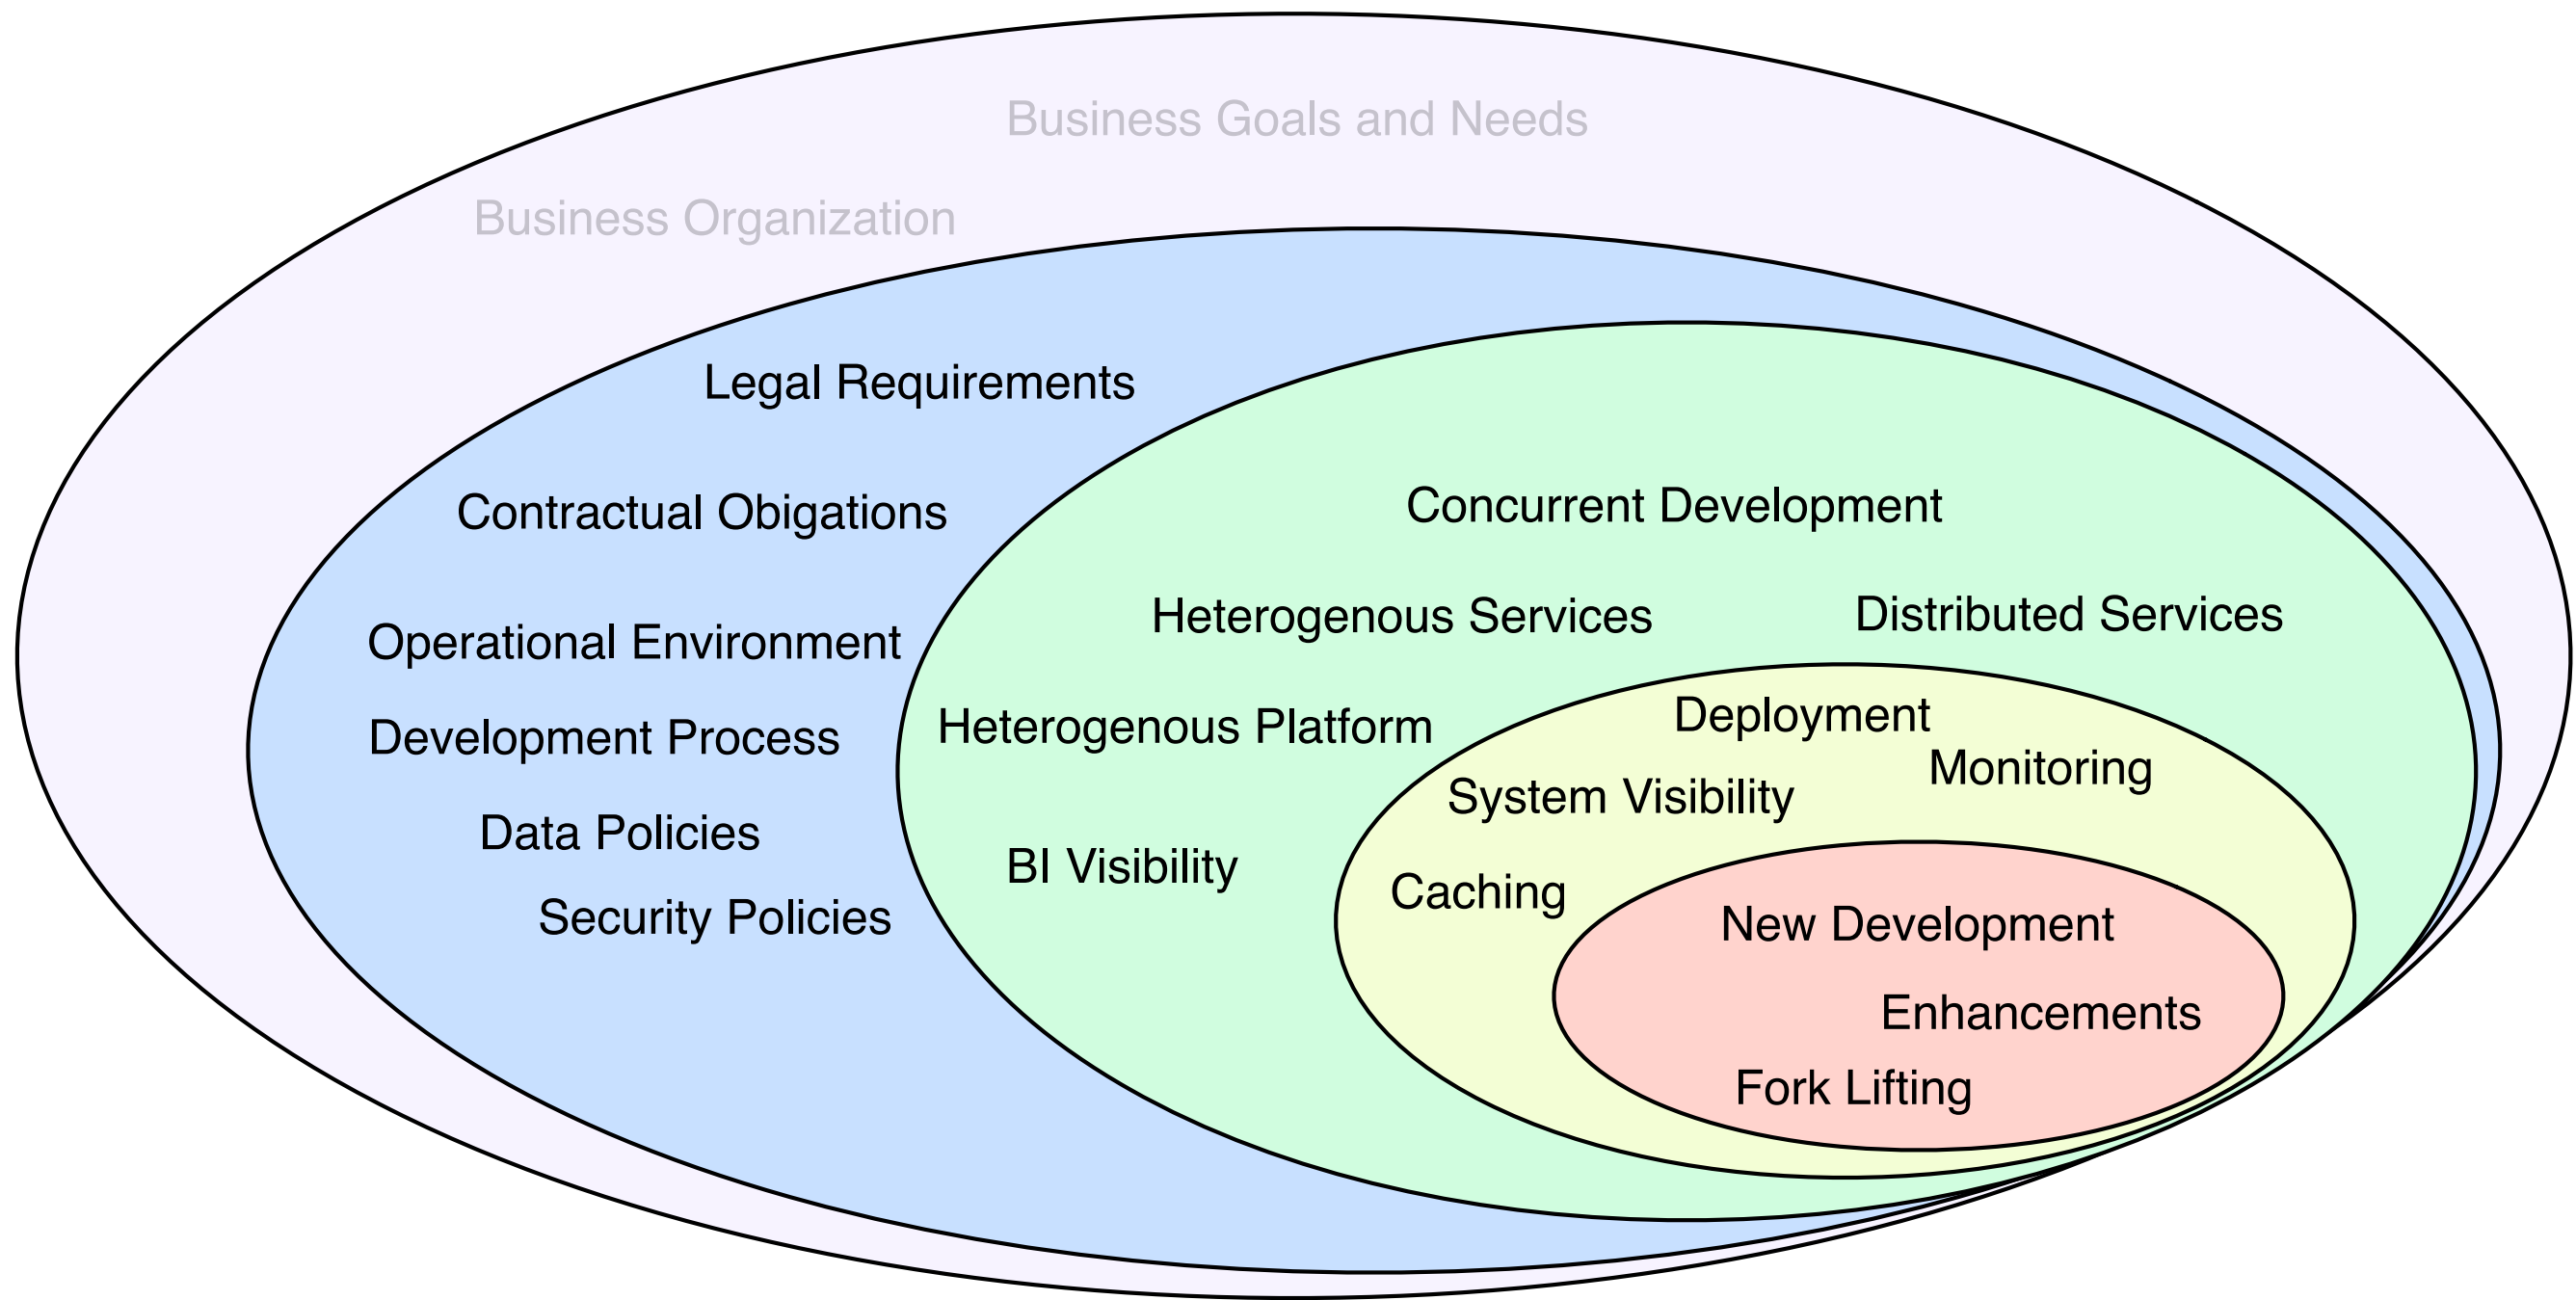 Business Goals and Needs
Business Organization
Legal Requirements
Contractual Obigations
Operational Environment
Development Process
Data Policies
Security Policies
Concurrent Development
Heterogenous Services
Distributed Services
Heterogenous Platform
BI Visibility
Deployment
Monitoring
System Visibility
Caching
New Development
Enhancements
Fork Lifting